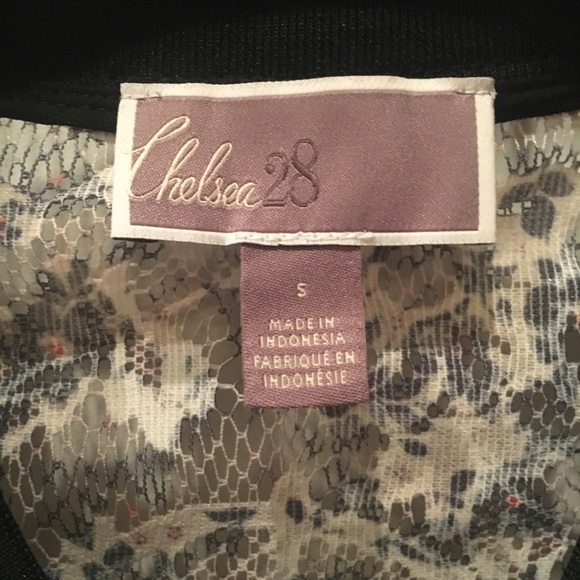 Chelsea28
S
MADE IN
INDONESIA
FABRIQUÉ EN
INDONÉSIE